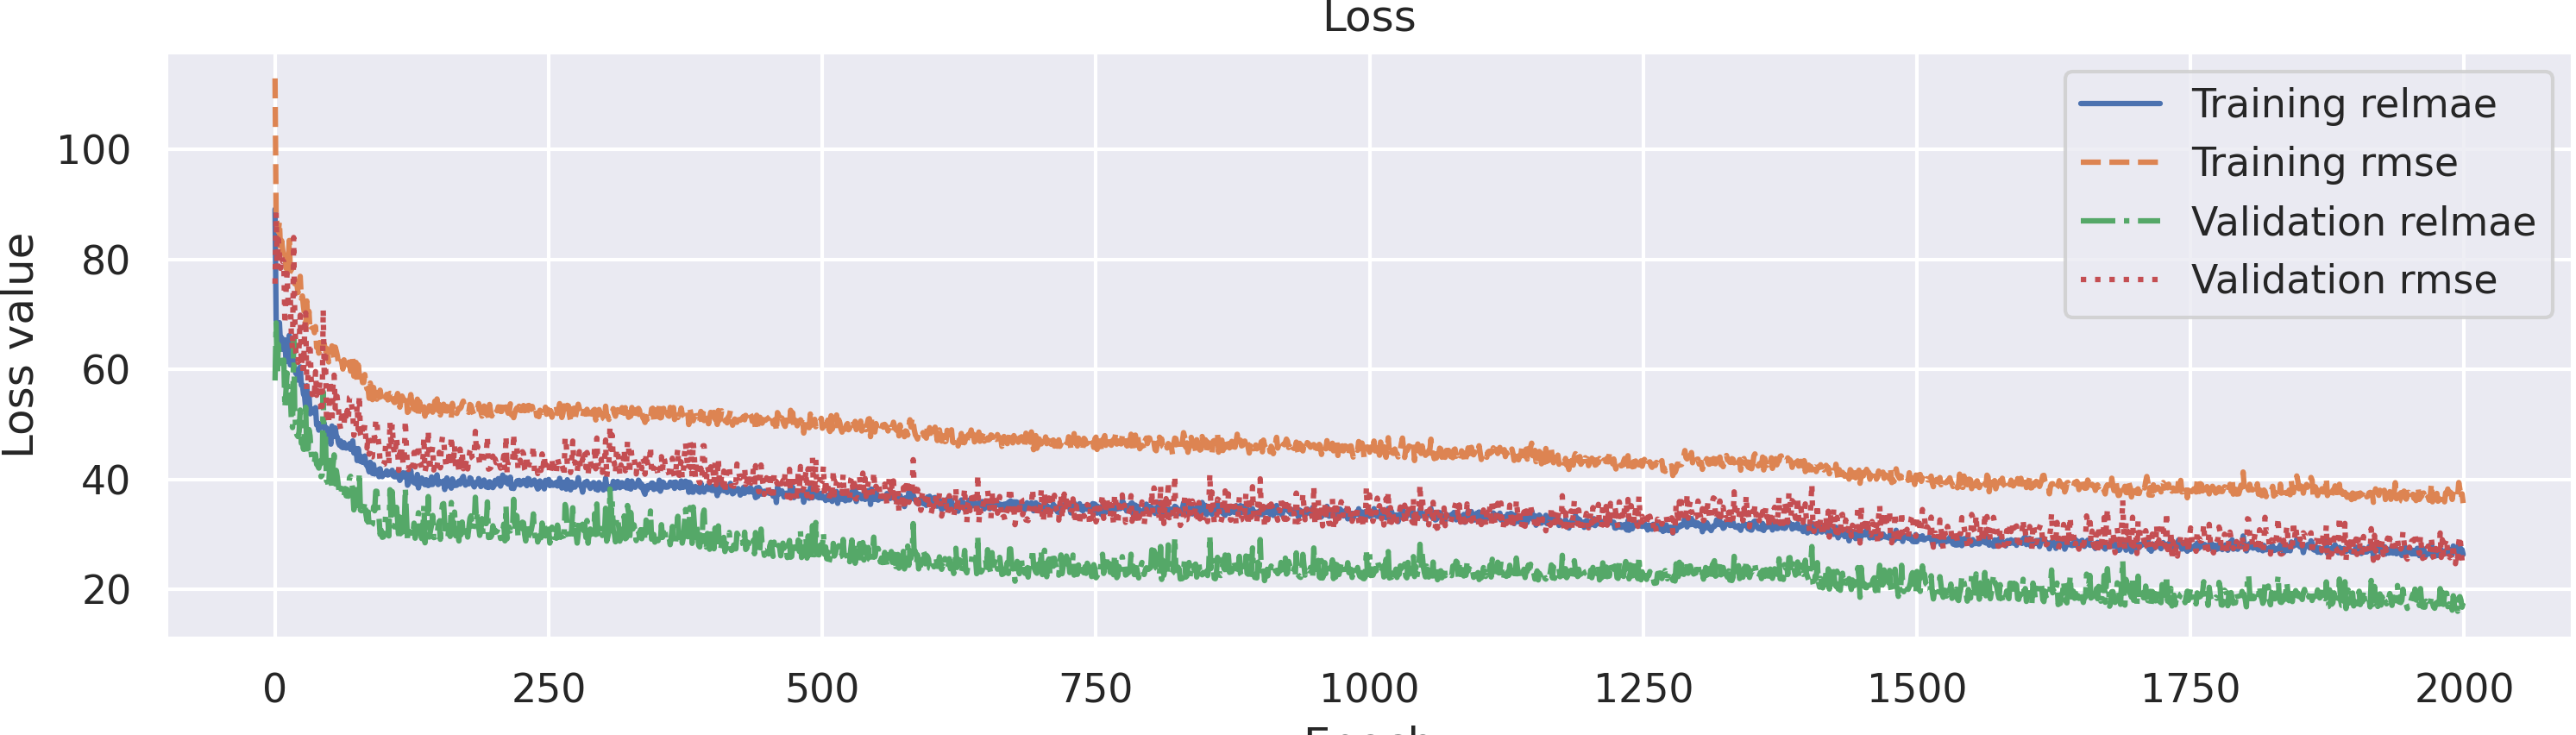 Loss
Loss value
100
80
60
40
20
0 250 500 750 1000 1250 1500 1750 2000
Training relmae
Training rmse
Validation relmae
Validation rmse